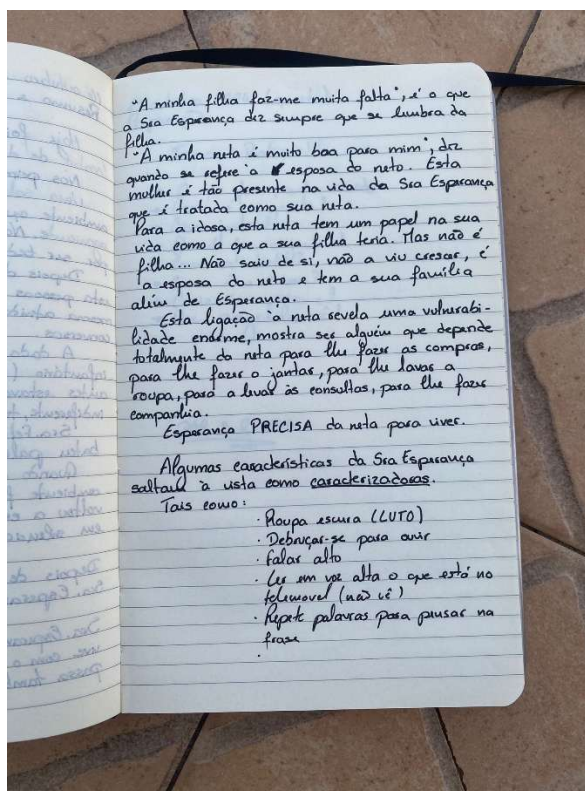 "A minha filha faz-me muita falta", é o que
a Sra Esperança diz sempre que se lembra da
filha.
"A minha neta é muito boa para mim", diz
quando se refere à esposa do neto. Esta
mulher é tão presente na vida da Sra Esperança
que é tratada como sua neta.
Para a idosa, esta neta tem um papel na sua
vida como a que a sua filha teria. Mas não é
filha... Não saiu de si, não a viu crescer, é
a esposa do neto e tem a sua família
além de Esperança.
Esta ligação à neta revela uma vulnerabi-
lidade enorme, mostra ser alguém que depende
totalmente da neta para lhe fazer as compras,
para lhe fazer o jantar, para lhe lavar a
roupa, para a levar às consultas, para lhe fazer
companhia.
Esperança PRECISA da neta para viver.
Algumas características da Sra Esperança
saltam à vista como caracterizadoras.
Tais como:
· Roupa escura (LUTO)
· Debruçar-se para ouvir
· Falar alto
· Ler em voz alta o que está no
telemovel (não vê)
· Repete palavras para pensar na
frase
·